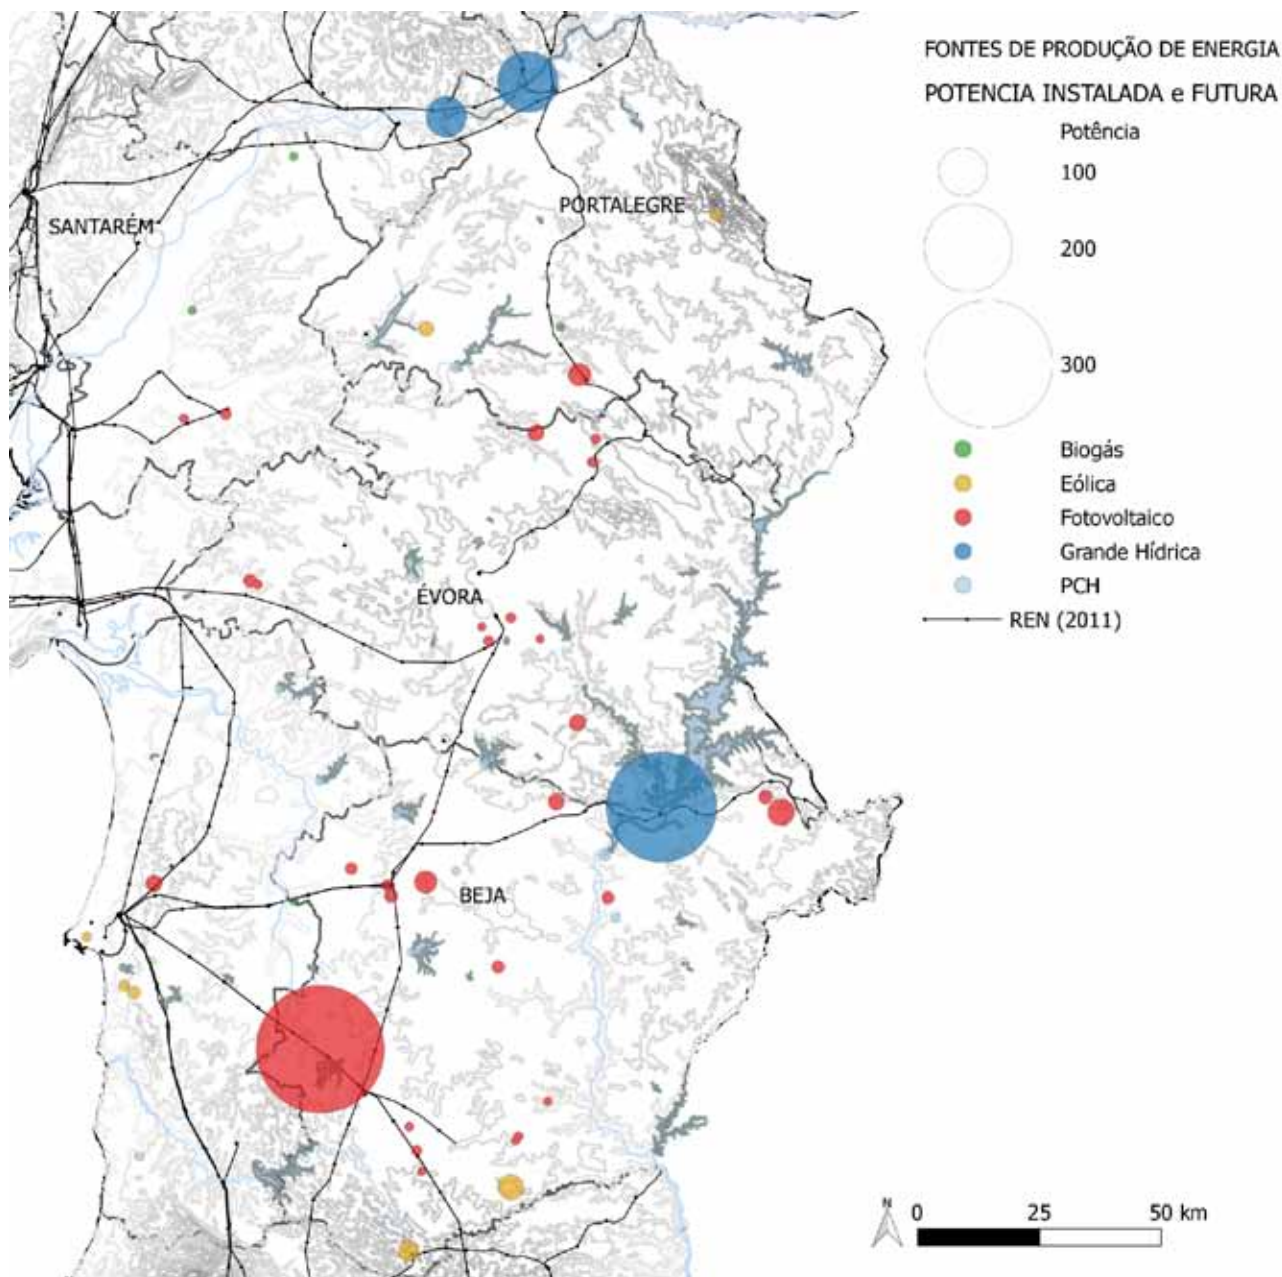 FONTES DE PRODUÇÃO DE ENERGIA
POTENCIA INSTALADA e FUTURA
Potência
100
200
300
Biogás
Eólica
Fotovoltaico
Grande Hídrica
PCH
REN (2011)
PORTALEGRE
SANTARÉM
ÉVORA
BEJA
N
0 25 50 km